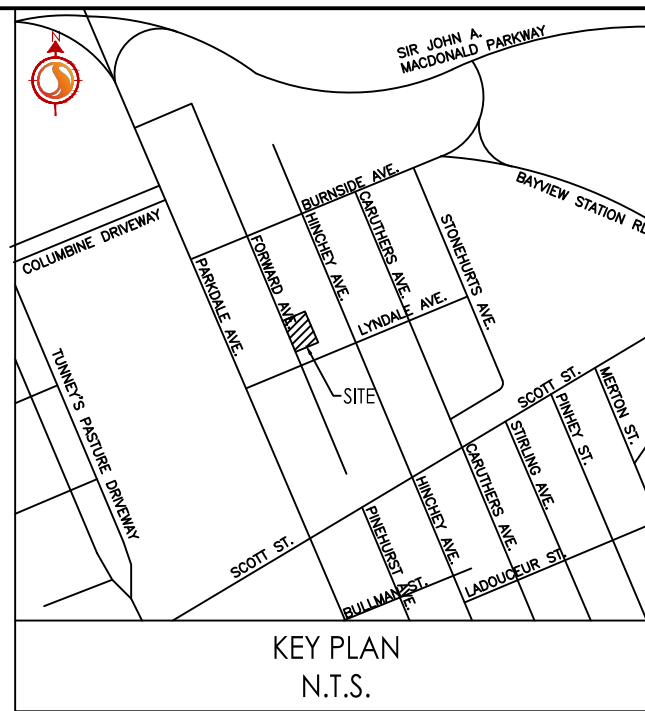 N
SIR JOHN A.
MACDONALD PARKWAY
BURNSIDE AVE.
BAYVIEW STATION RD
COLUMBINE DRIVEWAY
PARKDALE AVE.
FORWARD AVE.
HINCHEY AVE.
CARUTHERS AVE.
STONEHURTS AVE.
LYNDALE AVE.
SITE
TUNNEY'S PASTURE DRIVEWAY
SCOTT ST.
MERTON ST.
PINHEY ST.
STIRLING AVE.
CARUTHERS AVE.
HINCHEY AVE.
SCOTT ST.
PINEHURST AVE.
BULLMAN ST.
LADOUCEUR ST.
KEY PLAN
N.T.S.